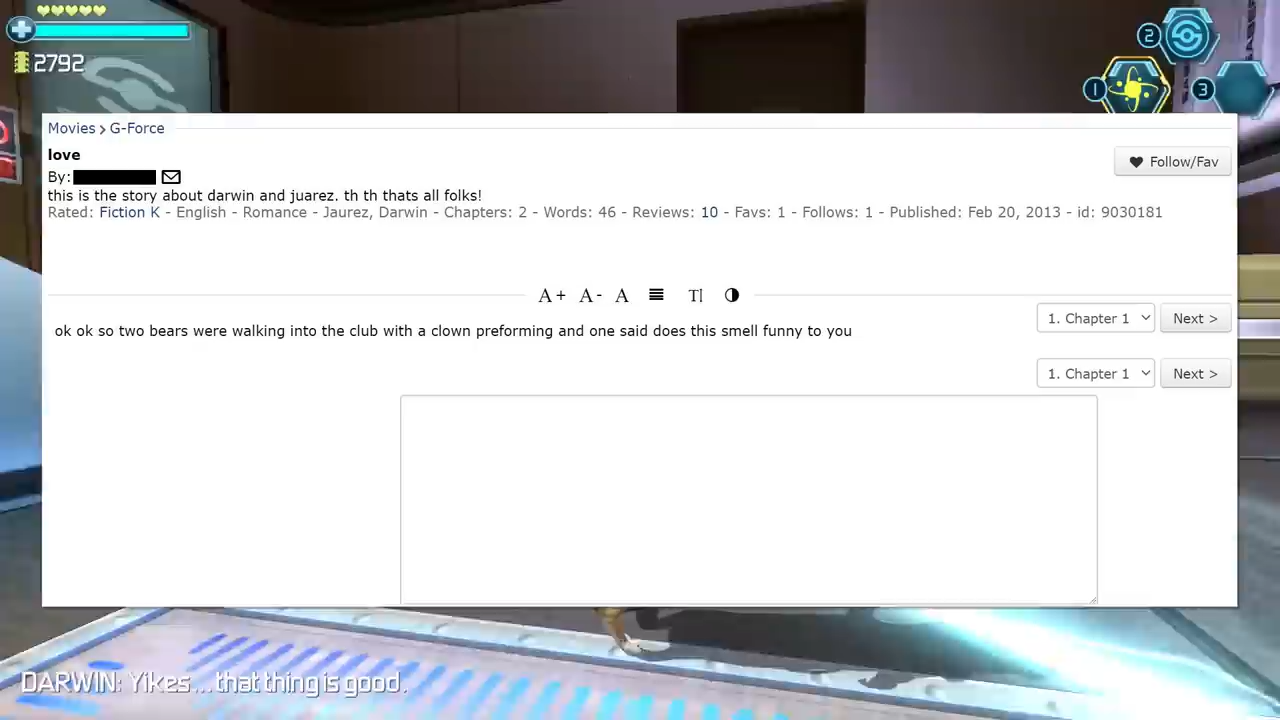 2792
2
1
3
Movies > G-Force
love
By:
Follow/Fav
this is the story about darwin and juarez. th th thats all folks!
Rated: Fiction K - English - Romance - Jaurez, Darwin - Chapters: 2 - Words: 46 - Reviews: 10 - Favs: 1 - Follows: 1 - Published: Feb 20, 2013 - id: 9030181
A+ A- A TI
1. Chapter 1 Next >
ok ok so two bears were walking into the club with a clown preforming and one said does this smell funny to you
1. Chapter 1 Next >
DARWIN: Yikes... that thing is good.